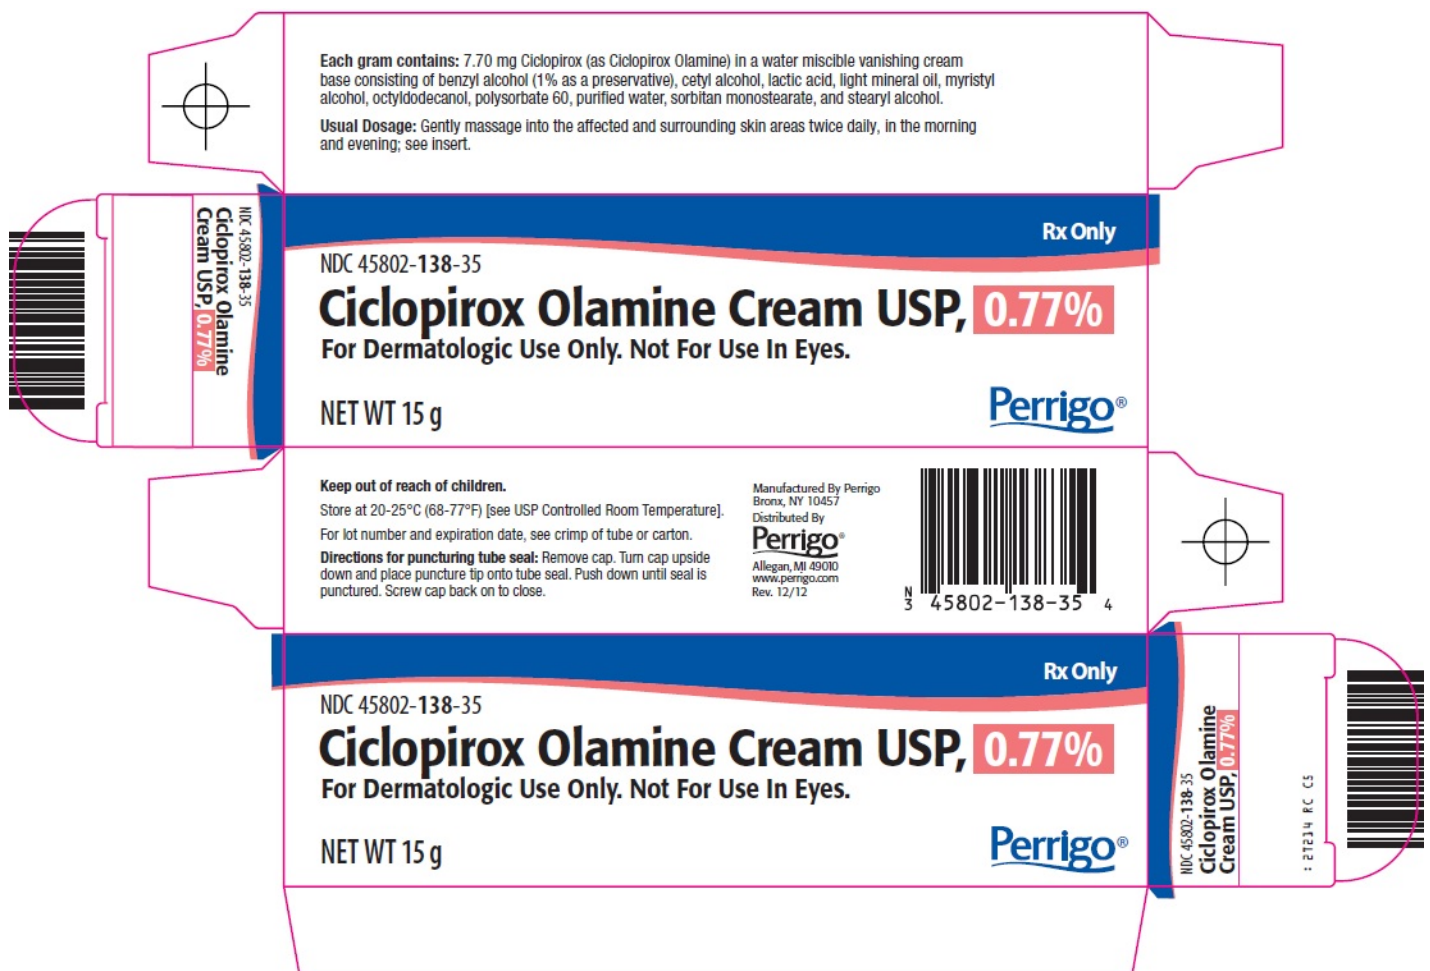 Each gram contains: 7.70 mg Ciclopirox (as Ciclopirox Olamine) in a water miscible vanishing cream
base consisting of benzyl alcohol (1% as a preservative), cetyl alcohol, lactic acid, light mineral oil, myristyl
alcohol, octyldodecanol, polysorbate 60, purified water, sorbitan monostearate, and stearyl alcohol.
Usual Dosage: Gently massage into the affected and surrounding skin areas twice daily, in the morning
and evening; see insert.
NDC 45802-138-35
Ciclopirox Olamine
Cream USP, 0.77%
Rx Only
NDC 45802-138-35
Ciclopirox Olamine Cream USP, 0.77%
For Dermatologic Use Only. Not For Use In Eyes.
NET WT 15 g
Perrigo®
Keep out of reach of children.
Store at 20-25°C (68-77°F) [see USP Controlled Room Temperature].
For lot number and expiration date, see crimp of tube or carton.
Directions for puncturing tube seal: Remove cap. Turn cap upside
down and place puncture tip onto tube seal. Push down until seal is
punctured. Screw cap back on to close.
Manufactured By Perrigo
Bronx, NY 10457
Distributed By
Perrigo®
Allegan, MI 49010
www.perrigo.com
Rev. 12/12
N
3 45802-138-35 4
Rx Only
NDC 45802-138-35
Ciclopirox Olamine Cream USP, 0.77%
For Dermatologic Use Only. Not For Use In Eyes.
NET WT 15 g
Perrigo®
NDC 45802-138-35
Ciclopirox Olamine
Cream USP, 0.77%
: 27214 RC C5